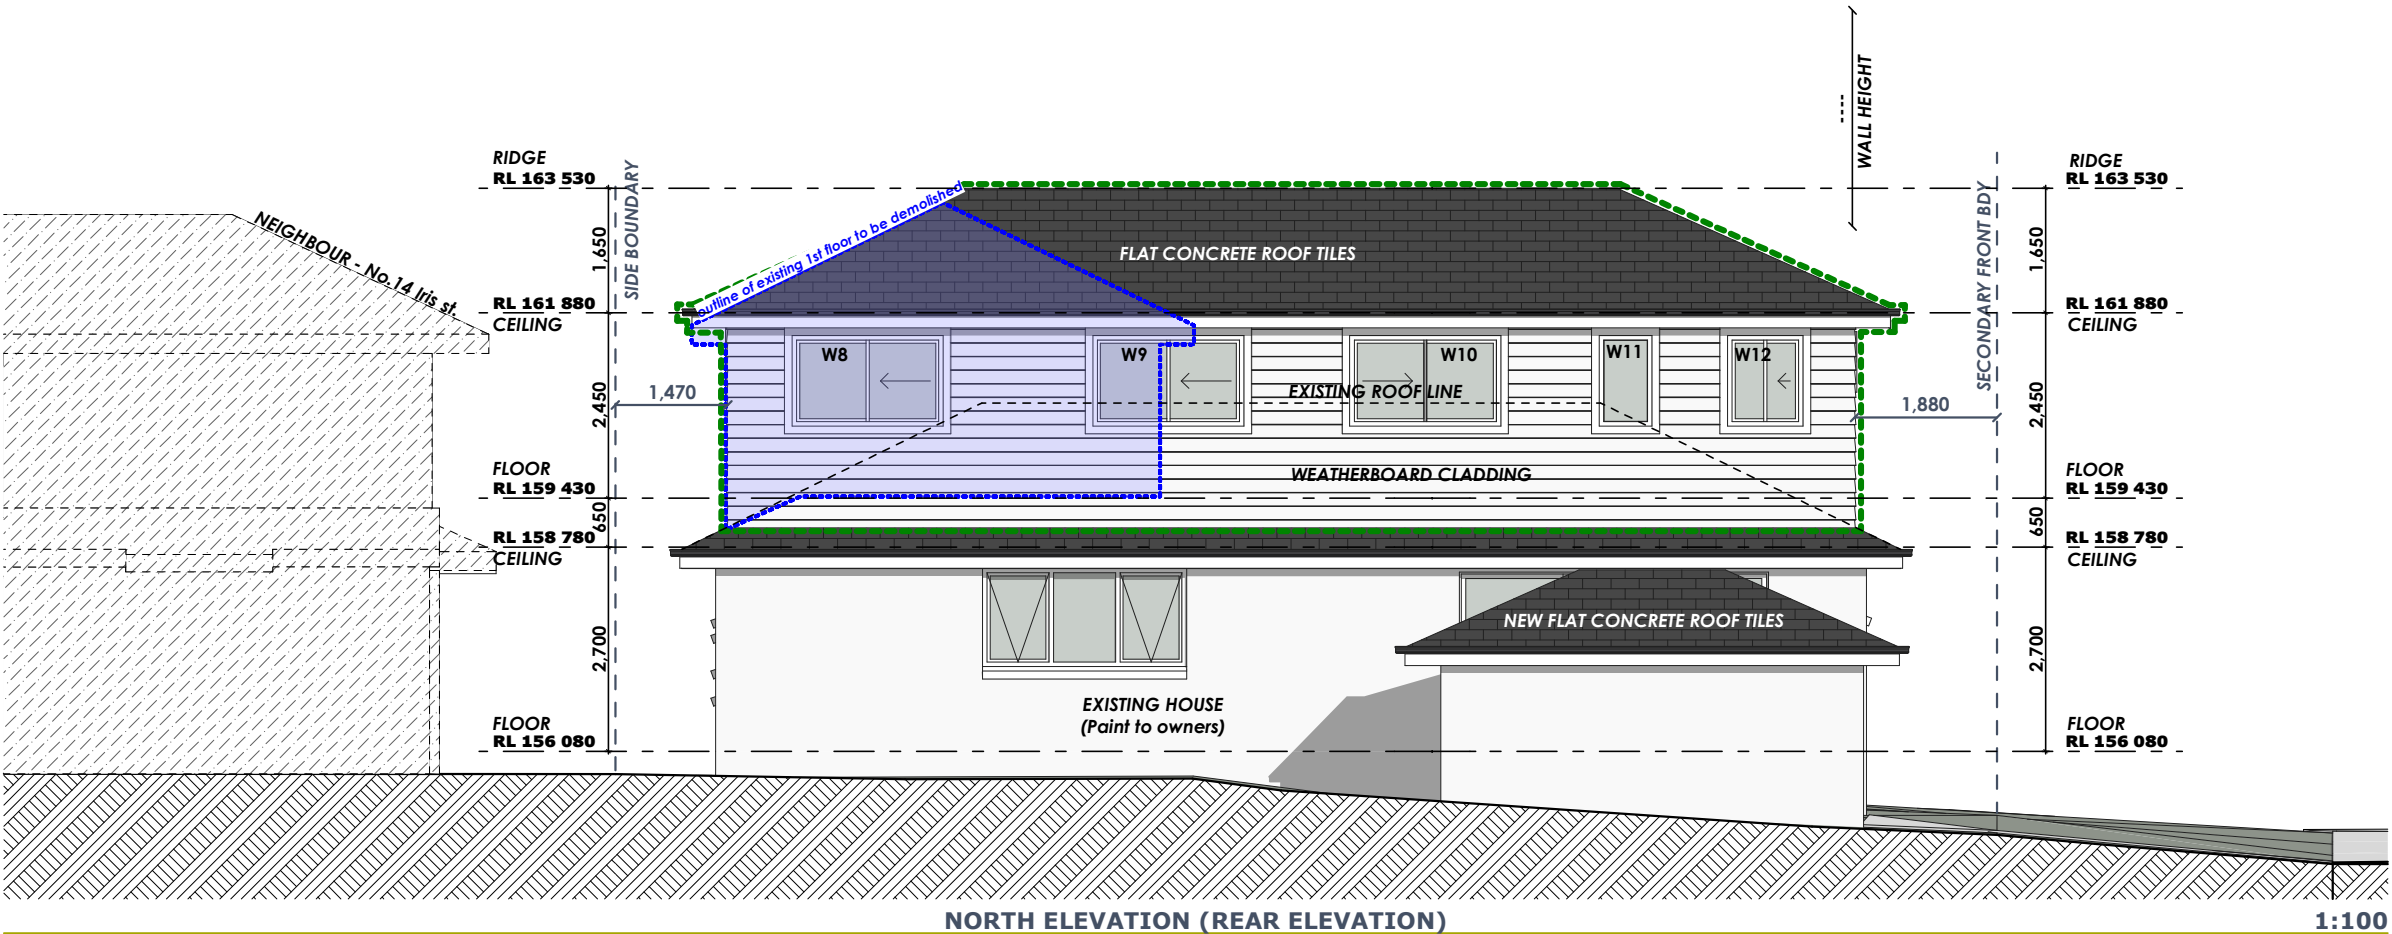 WALL HEIGHT
RIDGE
RL 163 530
SIDE BOUNDARY
outline of existing 1st floor to be demolished
SECONDARY FRONT BDY
RIDGE
RL 163 530
NEIGHBOUR - No.14 Iris st.
1,650
FLAT CONCRETE ROOF TILES
1,650
RL 161 880
CEILING
RL 161 880
CEILING
W8
W9
W10
W11
W12
1,470
2,450
EXISTING ROOF LINE
1,880
2,450
FLOOR
RL 159 430
WEATHERBOARD CLADDING
FLOOR
RL 159 430
650
650
RL 158 780
CEILING
RL 158 780
CEILING
2,700
NEW FLAT CONCRETE ROOF TILES
2,700
EXISTING HOUSE
(Paint to owners)
FLOOR
RL 156 080
FLOOR
RL 156 080
NORTH ELEVATION (REAR ELEVATION)
1:100